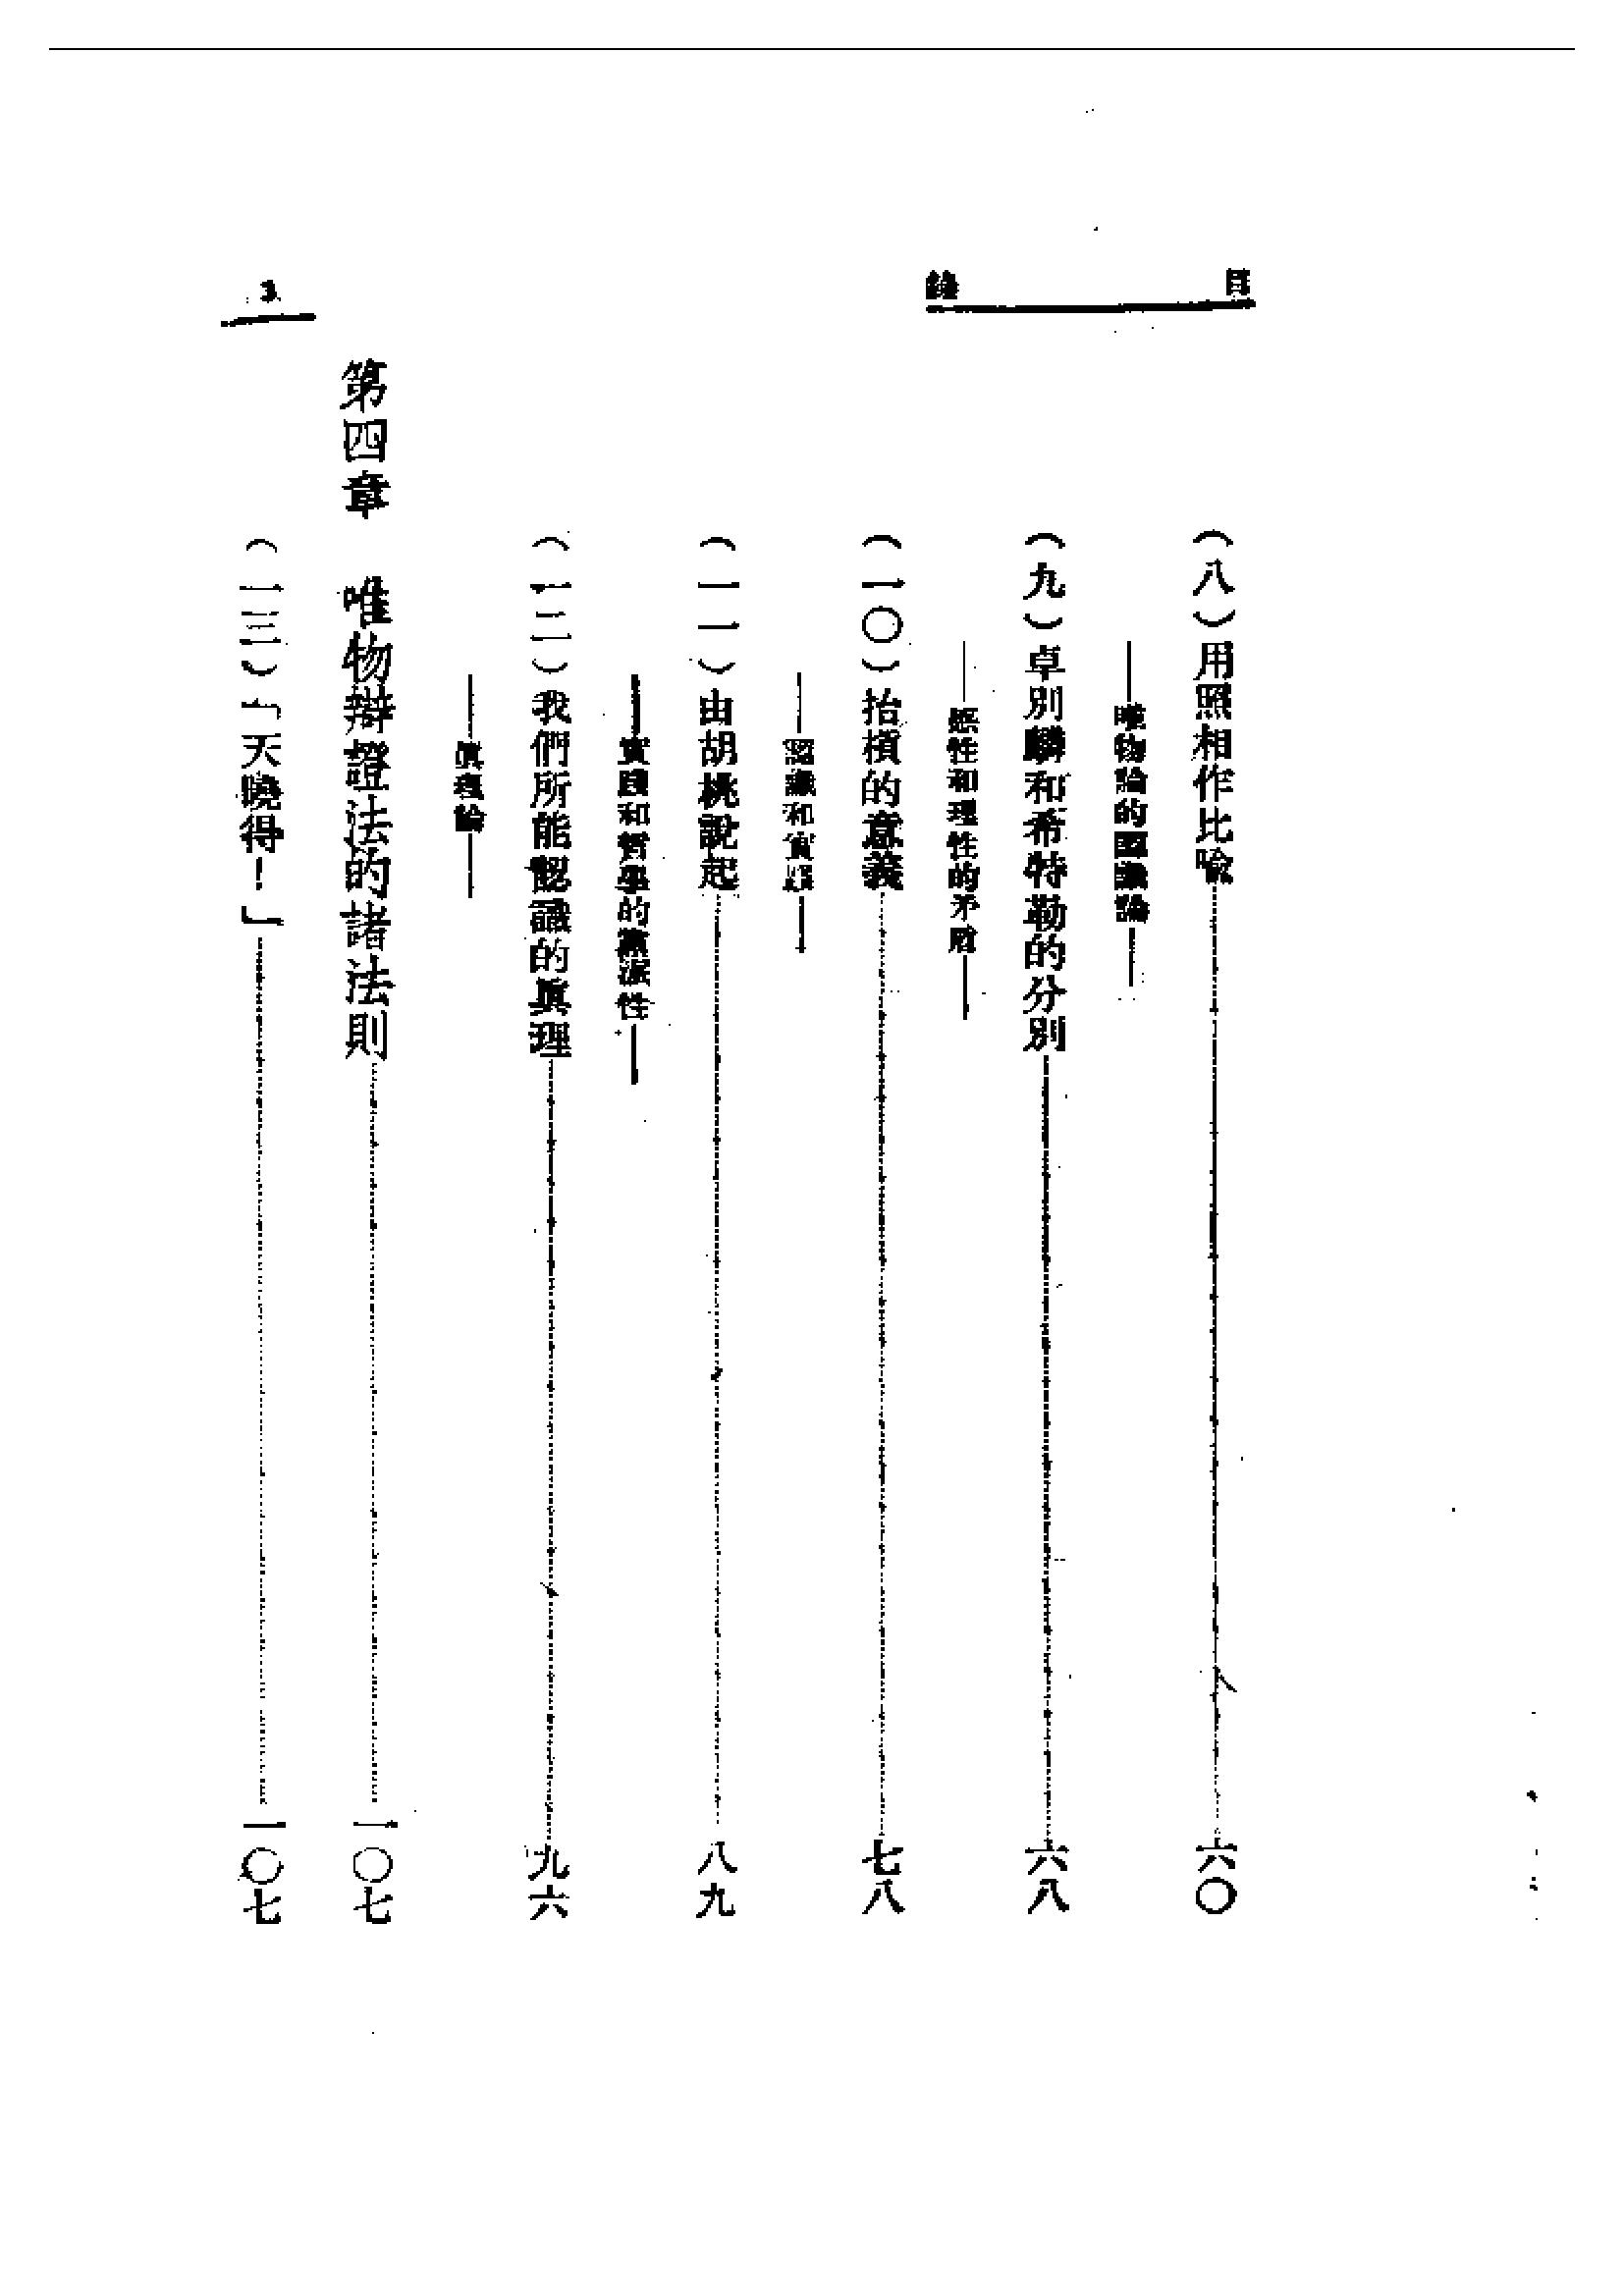 目錄
（八）用照相作比喻……六〇
——唯物論的認識論——
（九）卓別麟和希特勒的分別……六八
——感性和理性的矛盾——
（一〇）抬槓的意義……七八
——認識和實踐——
（一一）由胡桃說起……八九
——實踐和哲學的黨派性——
（一二）我們所能認識的眞理……九六
——眞理論——
第四章　唯物辯證法的諸法則……一〇七
（一三）「天曉得！」……一〇七
3